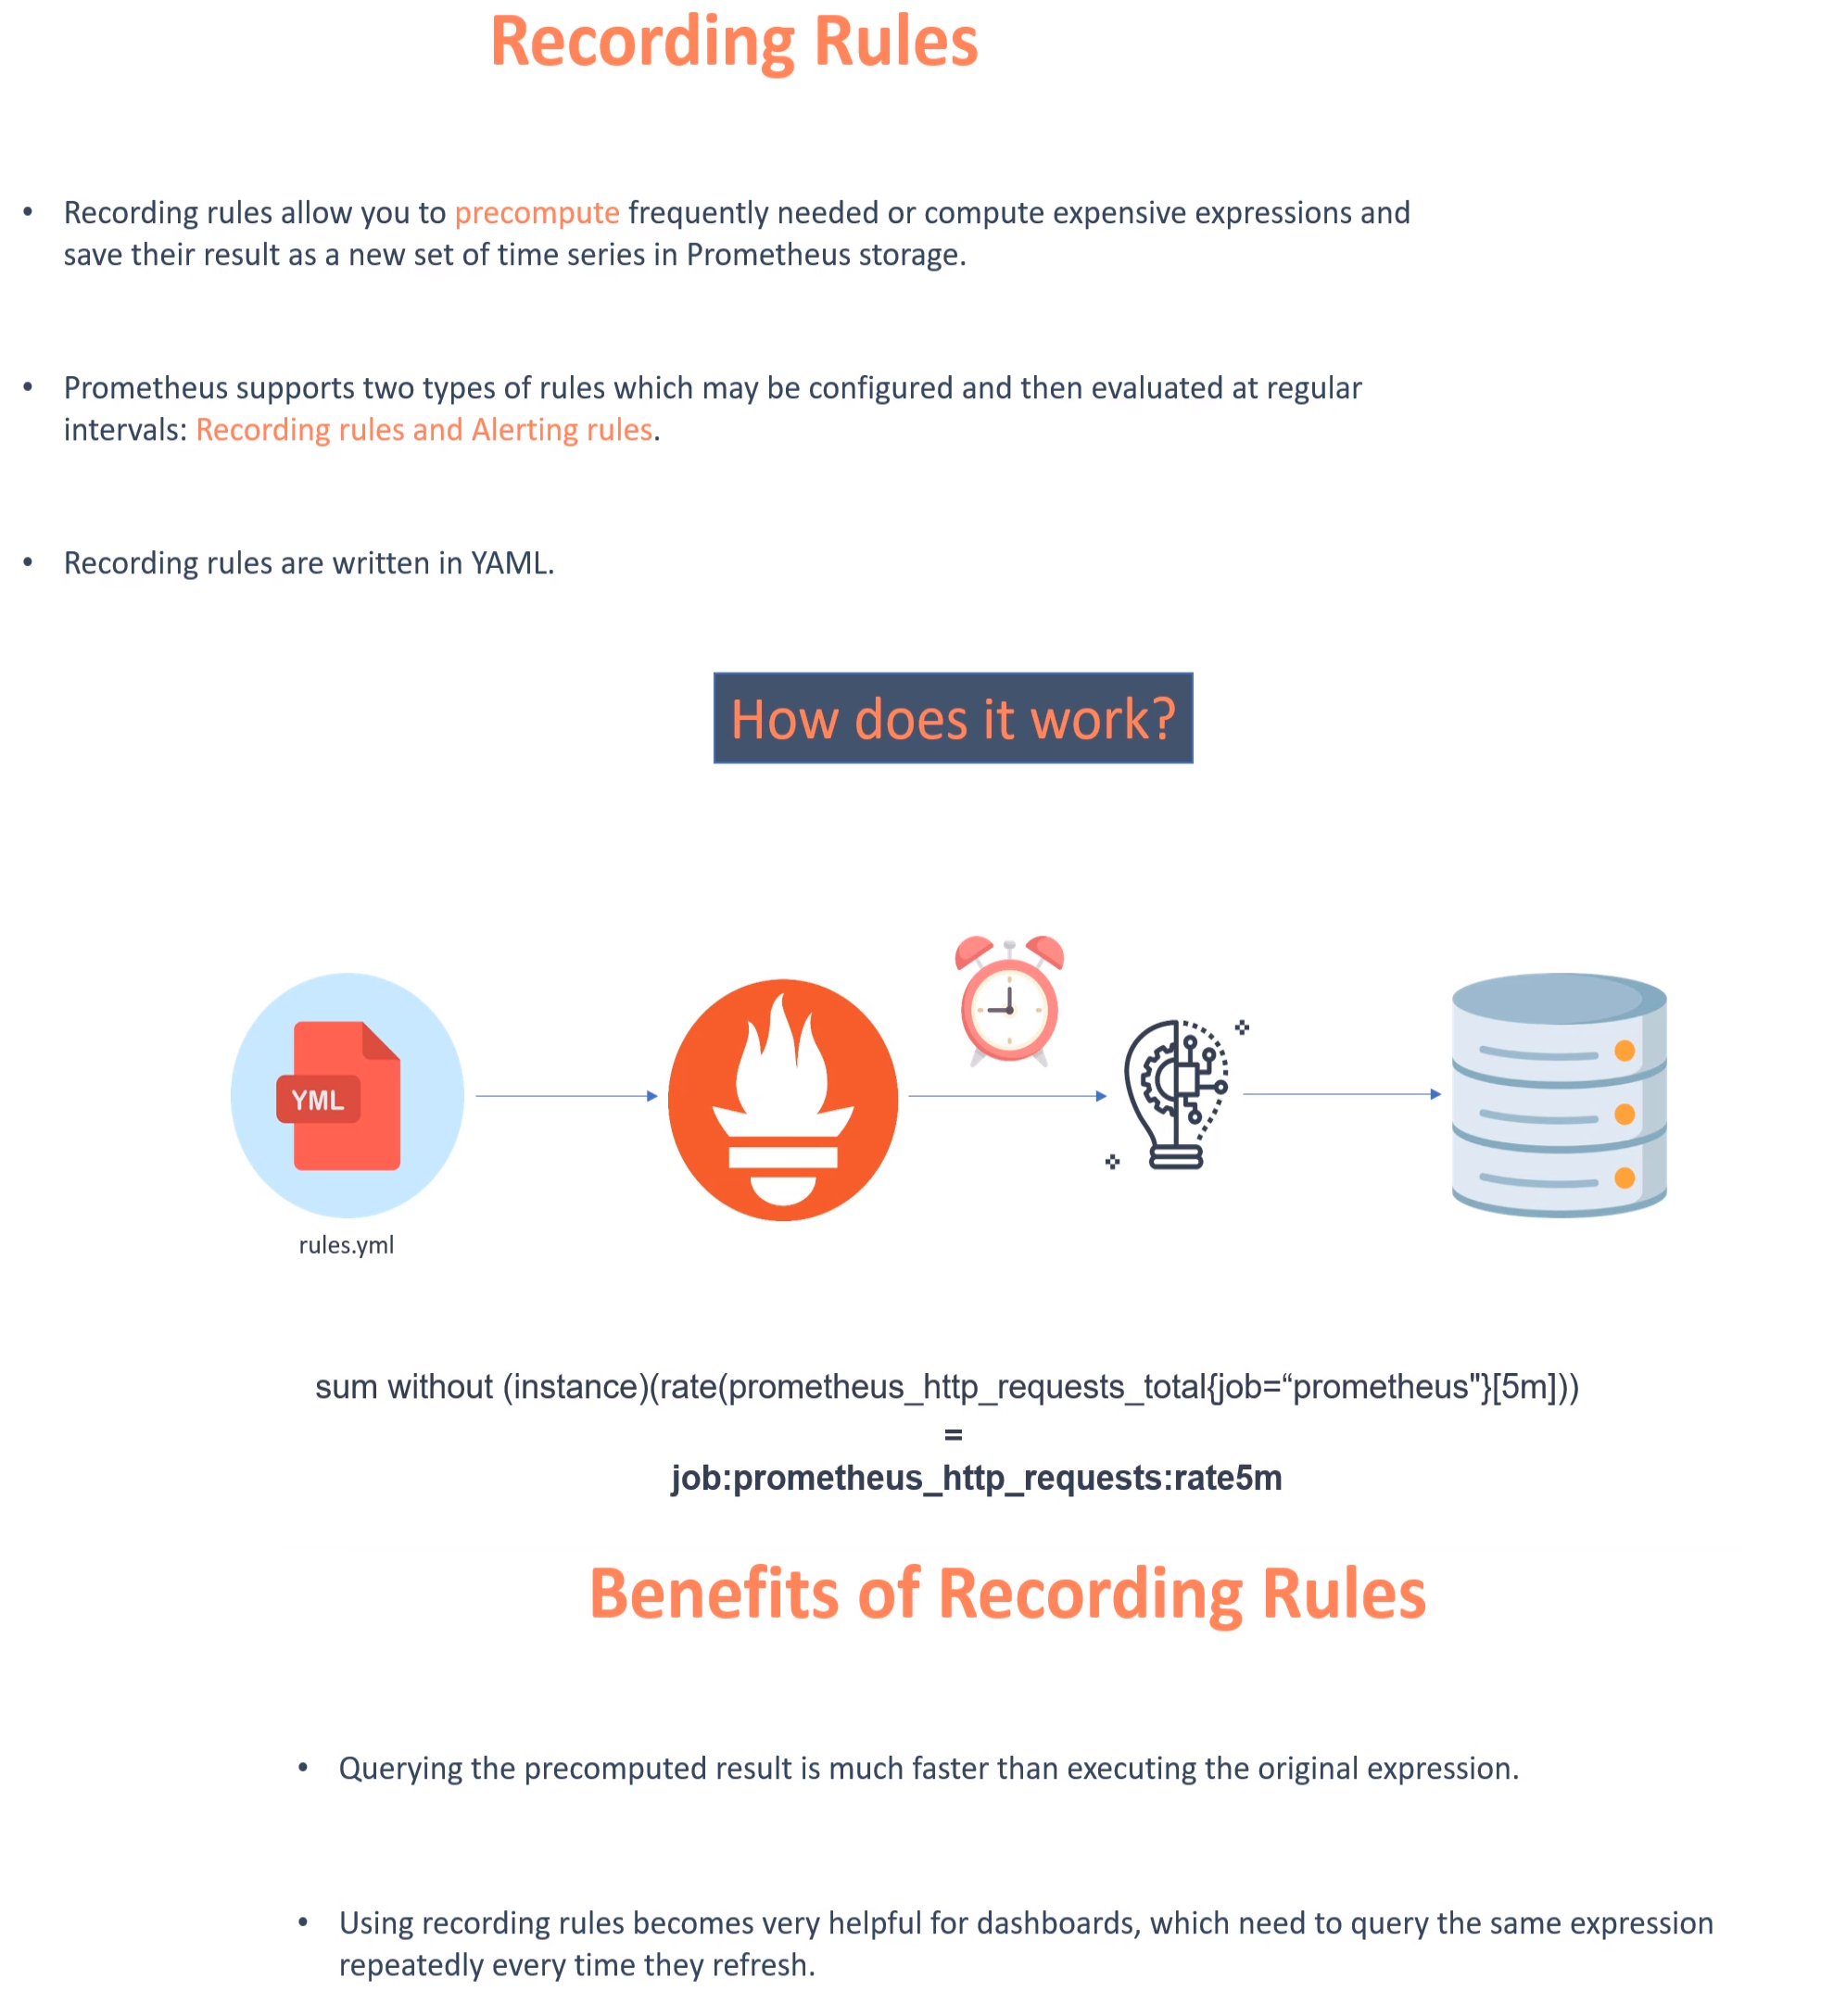 Recording Rules
• Recording rules allow you to precompute frequently needed or compute expensive expressions and
save their result as a new set of time series in Prometheus storage.
• Prometheus supports two types of rules which may be configured and then evaluated at regular
intervals: Recording rules and Alerting rules.
• Recording rules are written in YAML.
How does it work?
YML
rules.yml
sum without (instance)(rate(prometheus_http_requests_total{job=“prometheus"}[5m]))
=
job:prometheus_http_requests:rate5m
Benefits of Recording Rules
• Querying the precomputed result is much faster than executing the original expression.
• Using recording rules becomes very helpful for dashboards, which need to query the same expression
repeatedly every time they refresh.